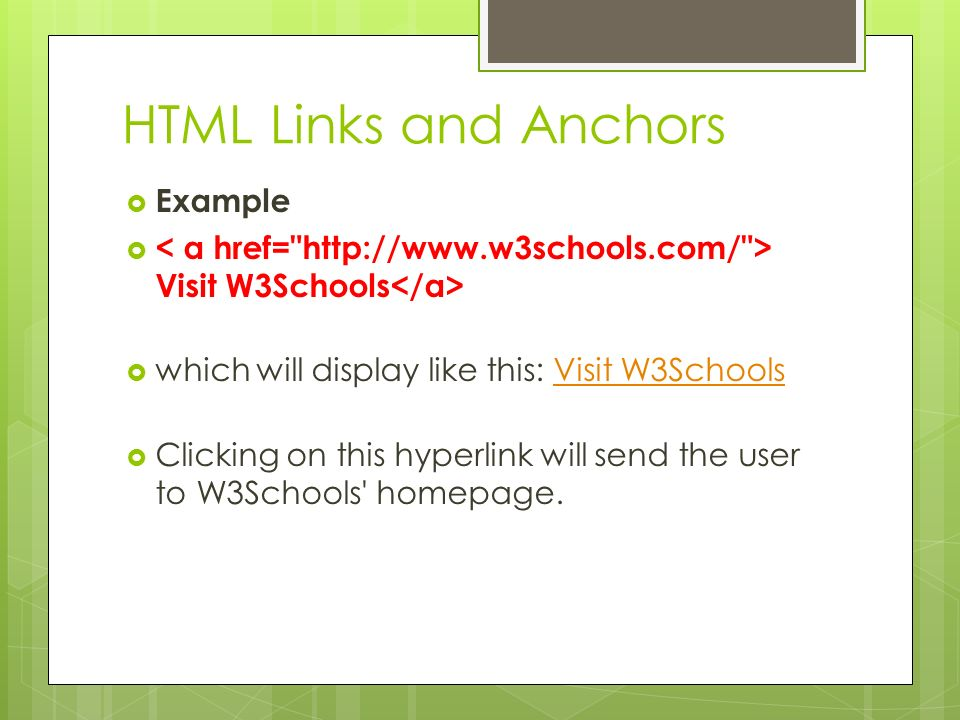 HTML Links and Anchors
Example
< a href="http://www.w3schools.com/">
Visit W3Schools</a>
which will display like this: Visit W3Schools
Clicking on this hyperlink will send the user
to W3Schools' homepage.